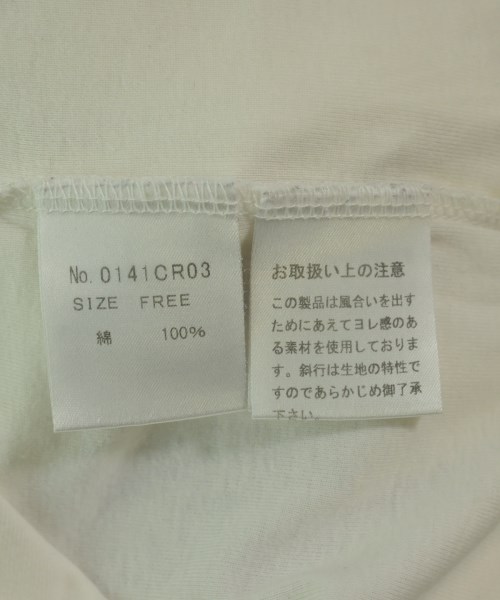 No. 0141CR03
SIZE FREE
綿 100%
お取扱い上の注意
この製品は風合いを出す
ためにあえてヨレ感のあ
る素材を使用しておりま
す。斜行は生地の特性で
すのであらかじめ御了承
下さい。